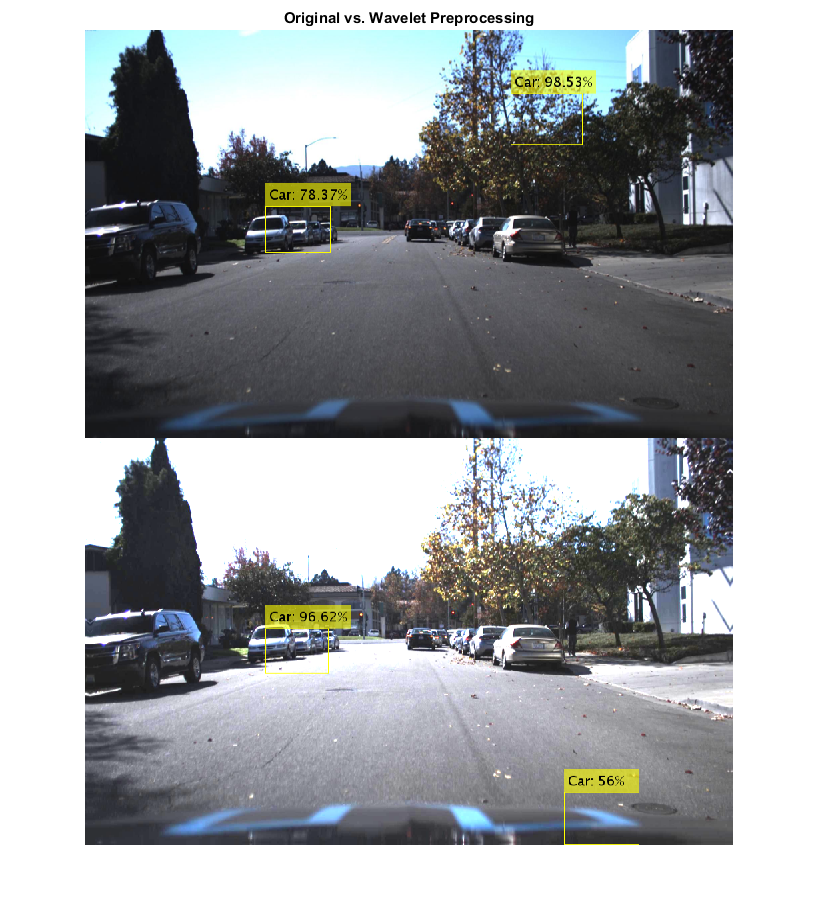 Original vs. Wavelet Preprocessing
Car: 98.53%
Car: 78.37%
Car: 96.62%
Car: 56%